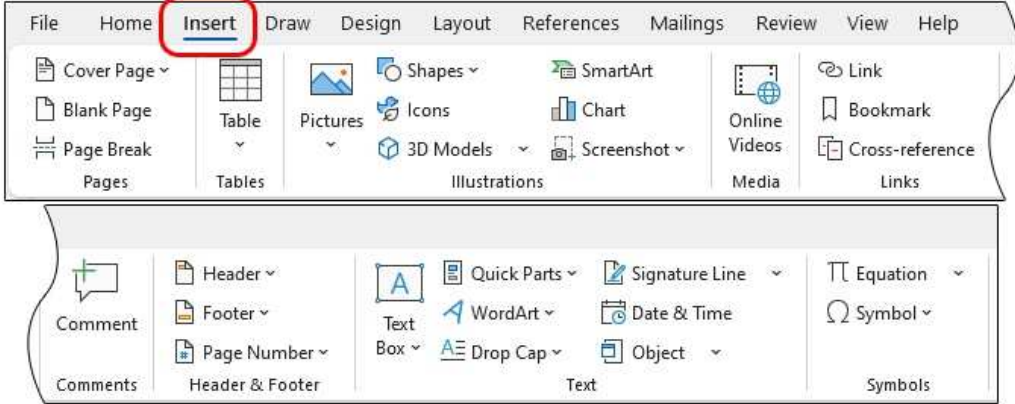 File Home Insert Draw Design Layout References Mailings Review View Help
Cover Page
Blank Page
Page Break
Pages
Table
Tables
Pictures
Shapes
Icons
3D Models
SmartArt
Chart
Screenshot
Illustrations
Online
Videos
Media
Link
Bookmark
Cross-reference
Links
Comment
Comments
Header
Footer
Page Number
Header & Footer
A
Text
Box
Quick Parts
WordArt
Drop Cap
Signature Line
Date & Time
Object
Text
Equation
Symbol
Symbols